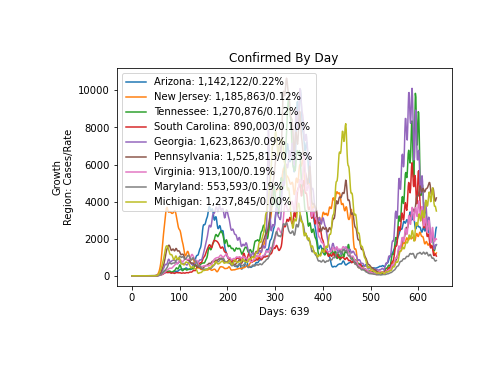 Confirmed By Day
Growth
Region: Cases/Rate
10000
8000
6000
4000
2000
0
Arizona: 1,142,122/0.22%
New Jersey: 1,185,863/0.12%
Tennessee: 1,270,876/0.12%
South Carolina: 890,003/0.10%
Georgia: 1,623,863/0.09%
Pennsylvania: 1,525,813/0.33%
Virginia: 913,100/0.19%
Maryland: 553,593/0.19%
Michigan: 1,237,845/0.00%
0 100 200 300 400 500 600
Days: 639